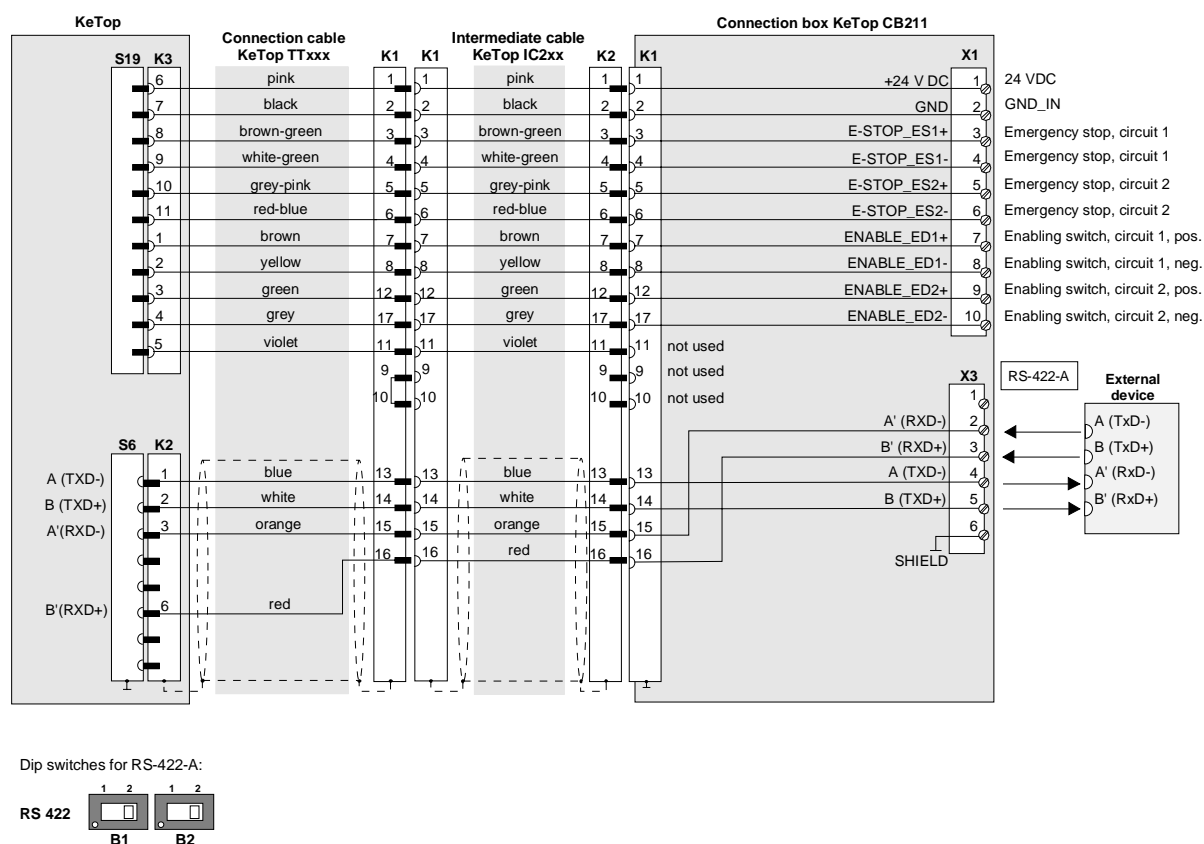 KeTop
Connection cable
KeTop TTxxx
Intermediate cable
KeTop IC2xx
Connection box KeTop CB211
S19 K3 K1 K1 K2 K1 X1
6 pink 1 1 pink 1 1 +24 V DC 1 24 VDC
7 black 2 2 black 2 2 GND 2 GND_IN
8 brown-green 3 3 brown-green 3 3 E-STOP_ES1+ 3 Emergency stop, circuit 1
9 white-green 4 4 white-green 4 4 E-STOP_ES1- 4 Emergency stop, circuit 1
10 grey-pink 5 5 grey-pink 5 5 E-STOP_ES2+ 5 Emergency stop, circuit 2
11 red-blue 6 6 red-blue 6 6 E-STOP_ES2- 6 Emergency stop, circuit 2
1 brown 7 7 brown 7 7 ENABLE_ED1+ 7 Enabling switch, circuit 1, pos.
2 yellow 8 8 yellow 8 8 ENABLE_ED1- 8 Enabling switch, circuit 1, neg.
3 green 12 12 green 12 12 ENABLE_ED2+ 9 Enabling switch, circuit 2, pos.
4 grey 17 17 grey 17 17 ENABLE_ED2- 10 Enabling switch, circuit 2, neg.
5 violet 11 11 violet 11 11 not used
9 9 9 9 not used
10 10 10 10 not used
X3 RS-422-A External
device
1
A' (RXD-) 2 A (TxD-)
B' (RXD+) 3 B (TxD+)
S6 K2
A (TXD-) 1 blue 13 13 blue 13 13 A (TXD-) 4 A' (RxD-)
B (TXD+) 2 white 14 14 white 14 14 B (TXD+) 5 B' (RxD+)
A'(RXD-) 3 orange 15 15 orange 15 15 6
16 16 red 16 16 SHIELD
B'(RXD+) 6 red
Dip switches for RS-422-A:
1 2 1 2
RS 422
B1 B2